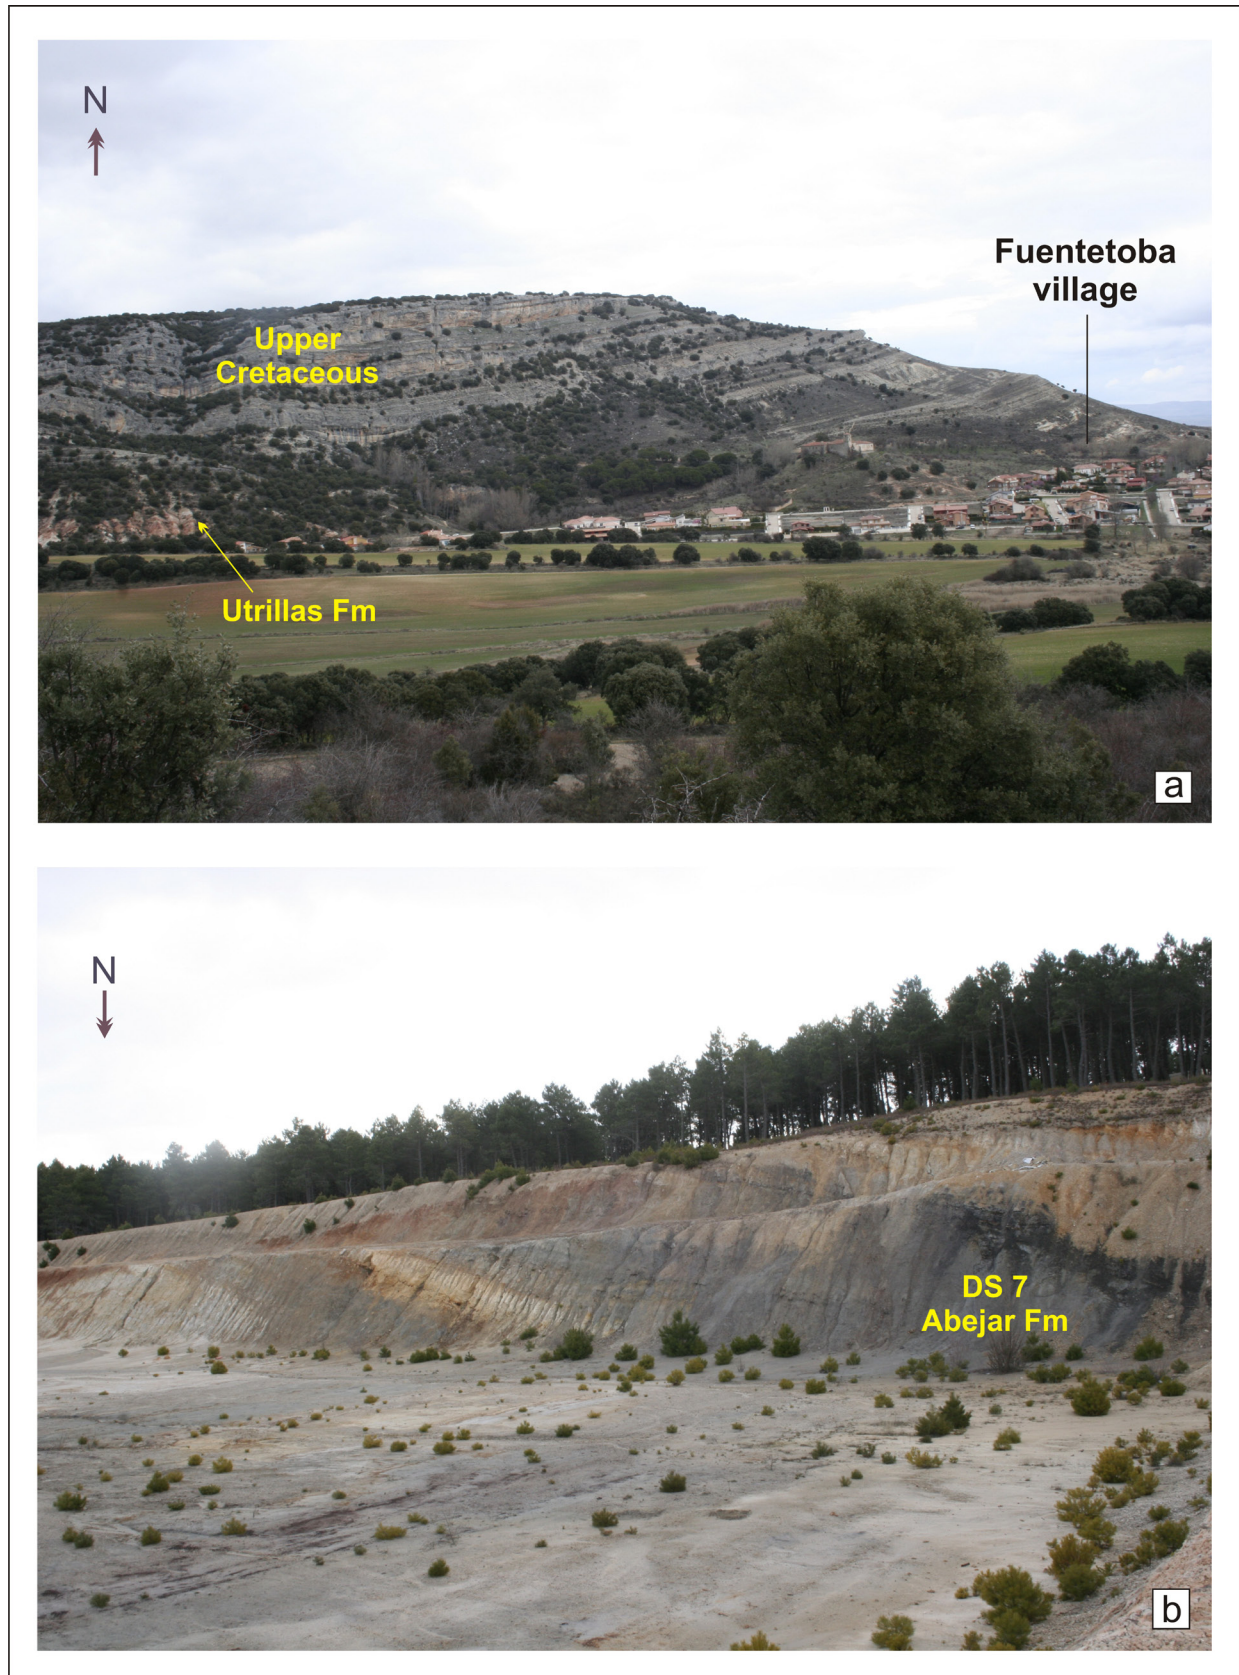 N
Fuentetoba
village
Upper
Cretaceous
Utrillas Fm
a
N
DS 7
Abejar Fm
b